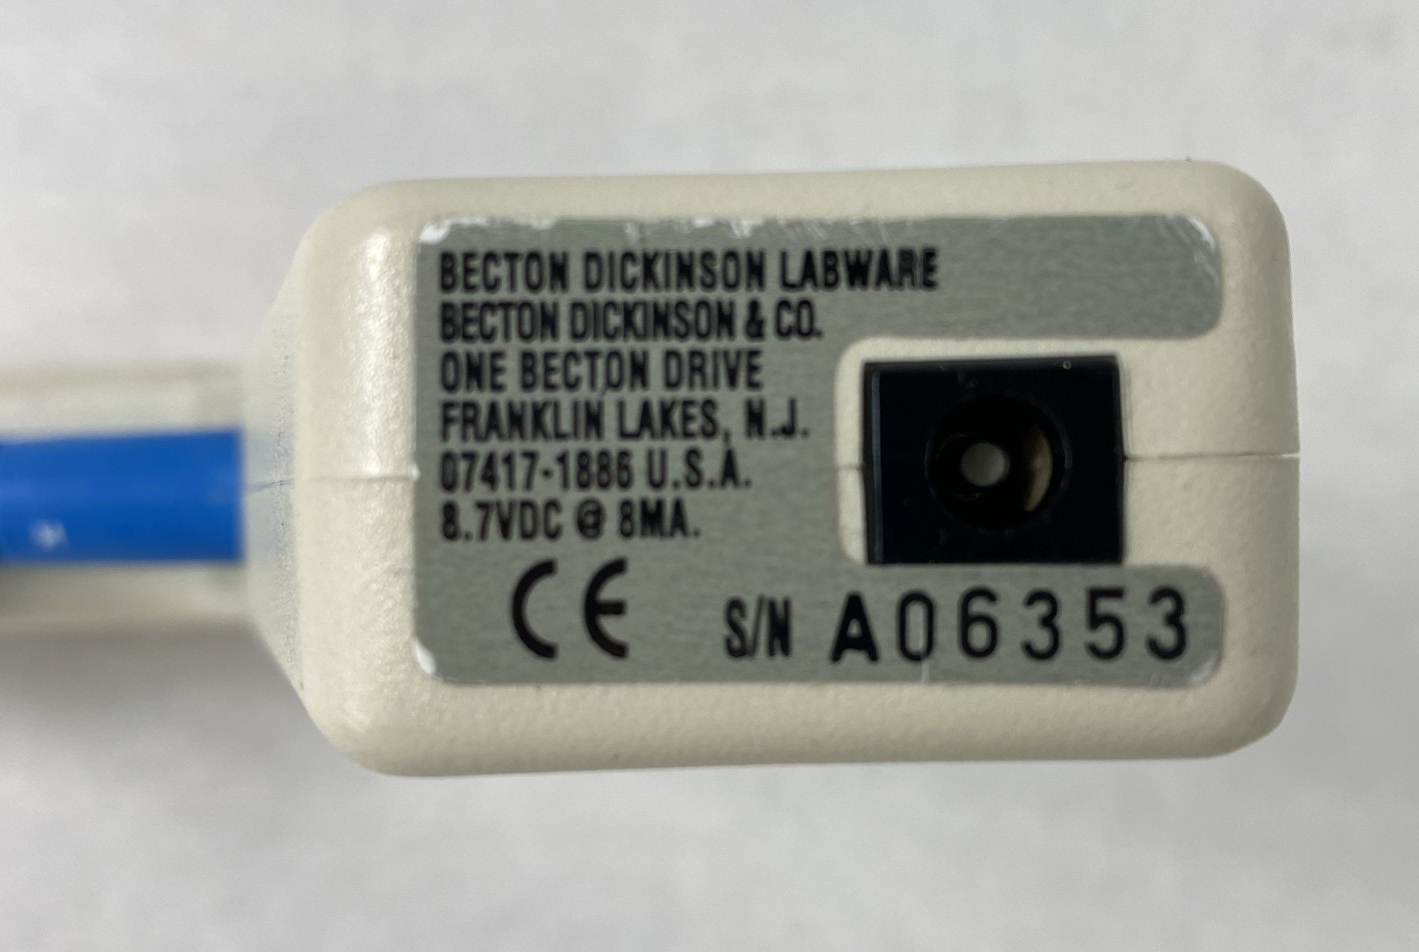 BECTON DICKINSON LABWARE
BECTON DICKINSON & CO.
ONE BECTON DRIVE
FRANKLIN LAKES, N.J.
07417-1886 U.S.A.
8.7VDC @ 8MA.
CE S/N A06353